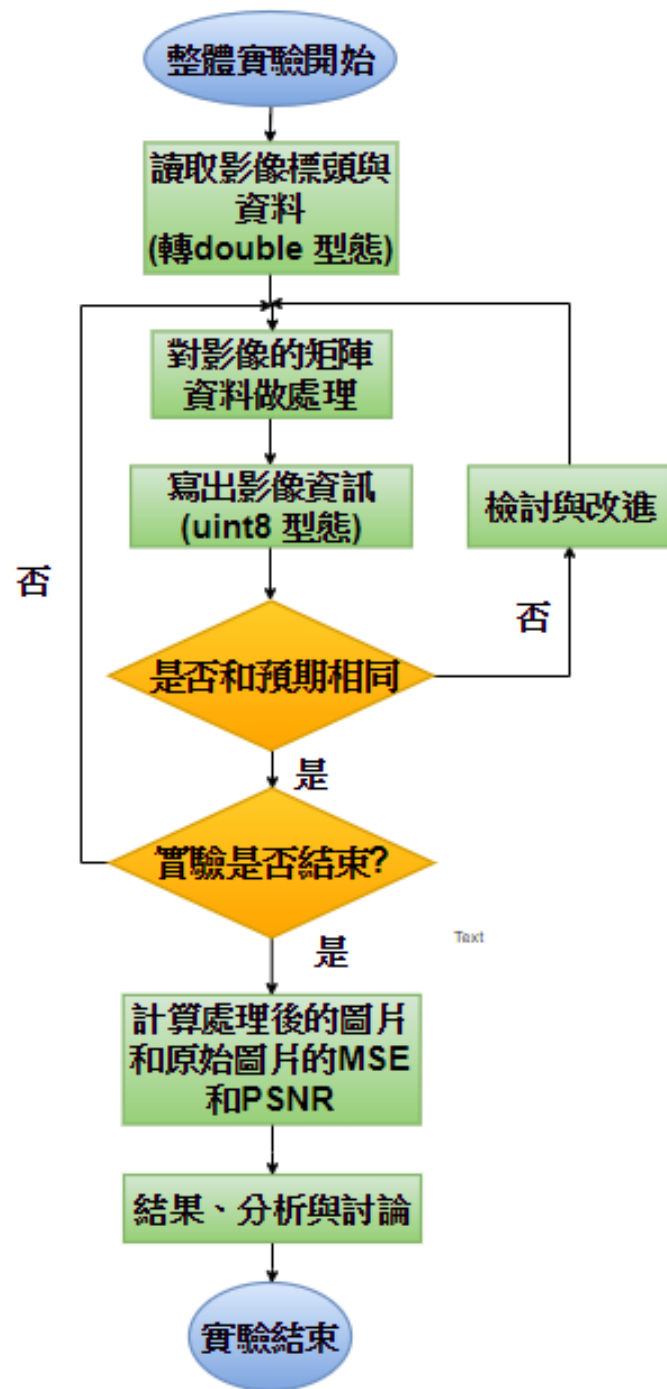 整體實驗開始
讀取影像標頭與
資料
(轉double 型態)
對影像的矩陣
資料做處理
寫出影像資訊
(uint8 型態)
檢討與改進
否
否
是否和預期相同
是
實驗是否結束?
Text
是
計算處理後的圖片
和原始圖片的MSE
和PSNR
結果、分析與討論
實驗結束